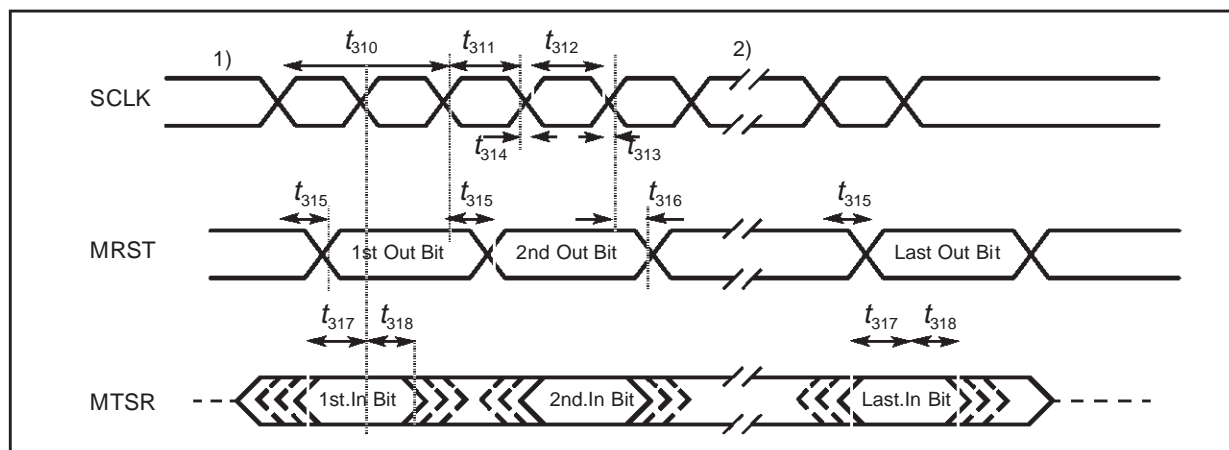 1) t310 t311 t312 2)
SCLK
t314 t313
t315 t315 t316 t315
MRST 1st Out Bit 2nd Out Bit Last Out Bit
t317 t318 t317 t318
MTSR 1st.In Bit 2nd.In Bit Last.In Bit